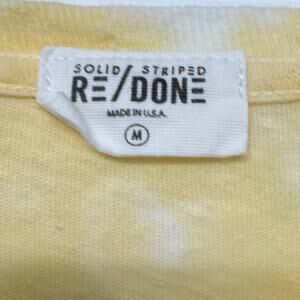 SOLID STRIPED
RE/DONE
MADE IN U.S.A.
M